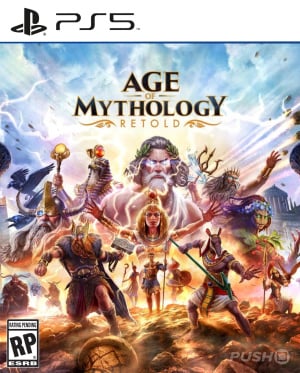 PS5
AGE
OF
MYTHOLOGY
RETOLD
RATING PENDING
RP
ESRB
PUSH